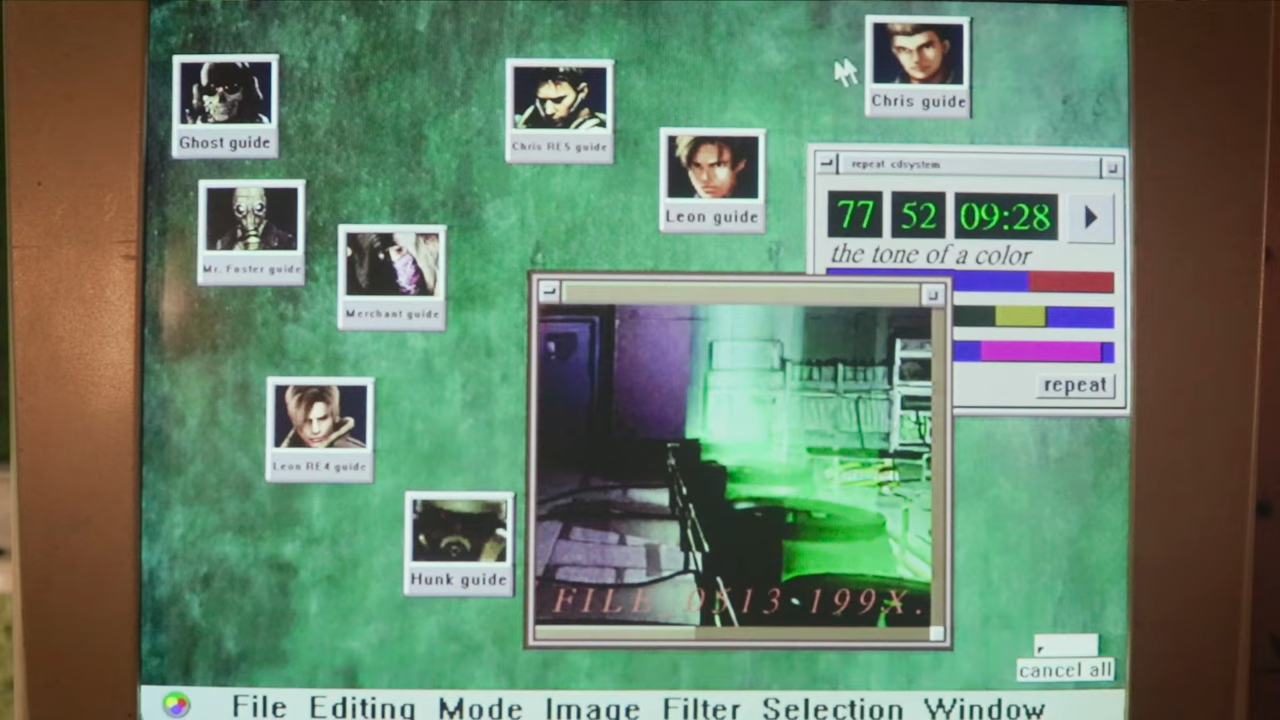 Chris guide
Ghost guide
Chris RE5 guide
Leon guide
repeat cdsystem
77 52 09:28
the tone of a color
Mr. Foster guide
Merchant guide
repeat
Leon RE4 guide
Hunk guide
FILE 0513 199X.
cancel all
File Editing Mode Image Filter Selection Window